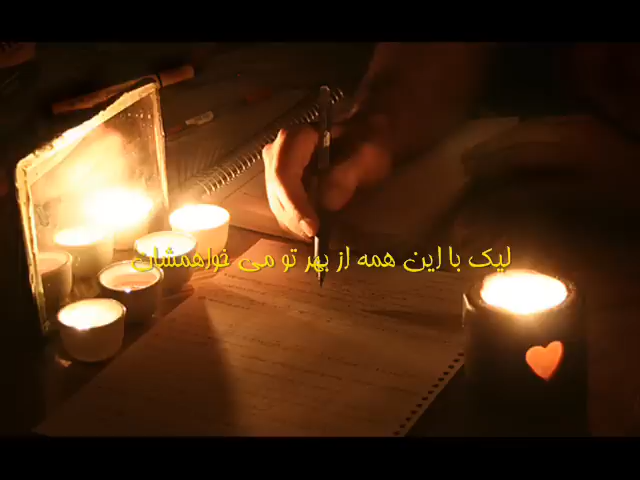 لیک با این همه از بهر تو می خواهمشان